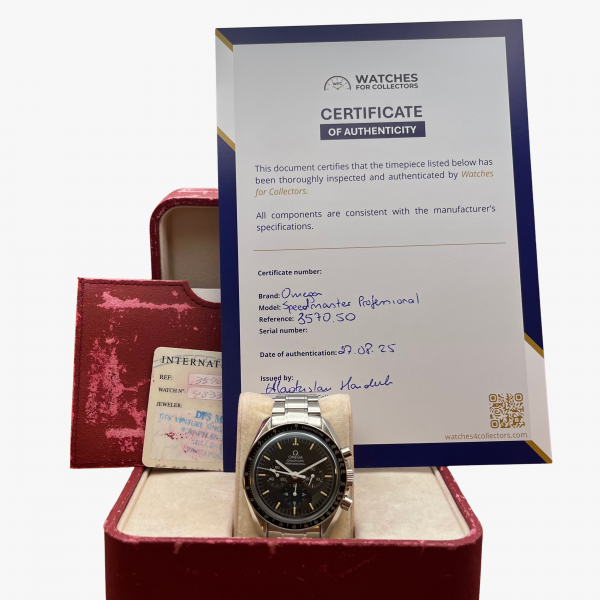 WATCHES
FOR COLLECTORS
CERTIFICATE
OF AUTHENTICITY
This document certifies that the timepiece listed below has
been thoroughly inspected and authenticated by Watches
for Collectors.
All components are consistent with the manufacturer's
specifications.
Certificate number:
Brand: Omega
Model: Speedmaster Professional
Reference: 3570.50
Serial number:
Date of authentication: 27.08.25
Issued by:
watches4collectors.com
INTERNAT
REF:
WATCH N°
JEWELER:
OMEGA